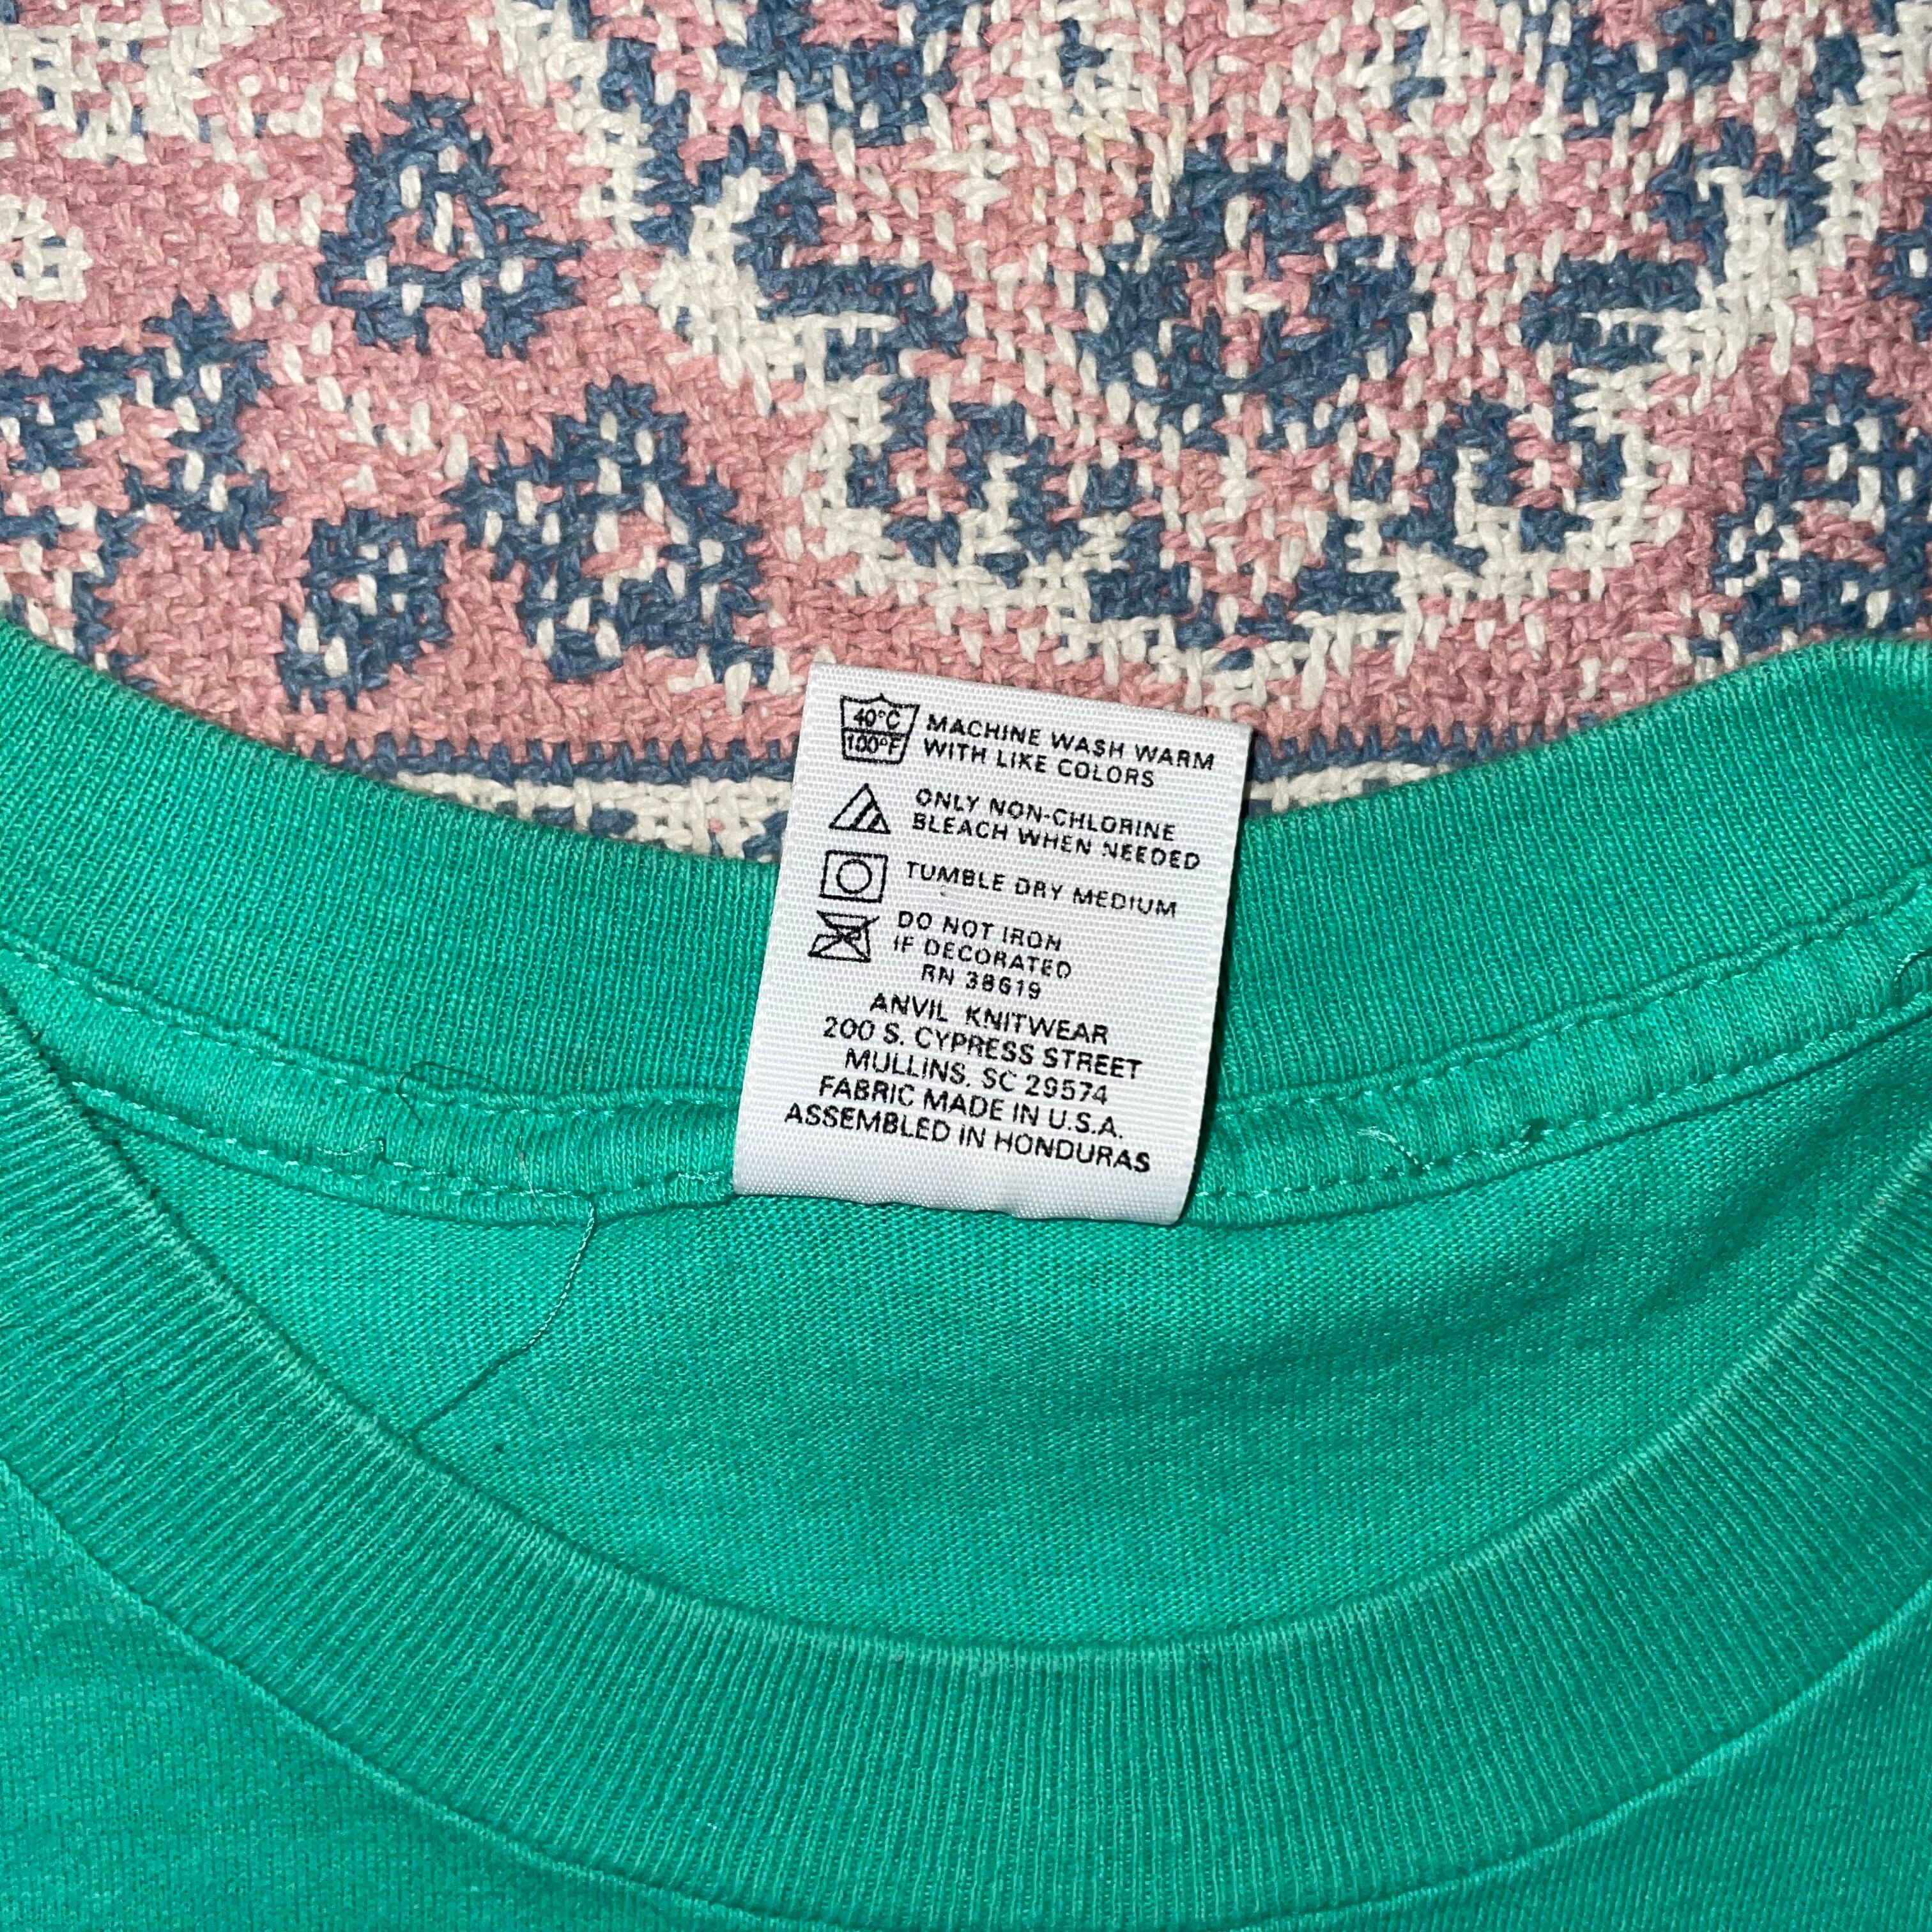 40°C
100°F
MACHINE WASH WARM
WITH LIKE COLORS
ONLY NON-CHLORINE
BLEACH WHEN NEEDED
TUMBLE DRY MEDIUM
DO NOT IRON
IF DECORATED
RN 38619
ANVIL KNITWEAR
200 S. CYPRESS STREET
MULLINS, SC 29574
FABRIC MADE IN U.S.A.
ASSEMBLED IN HONDURAS